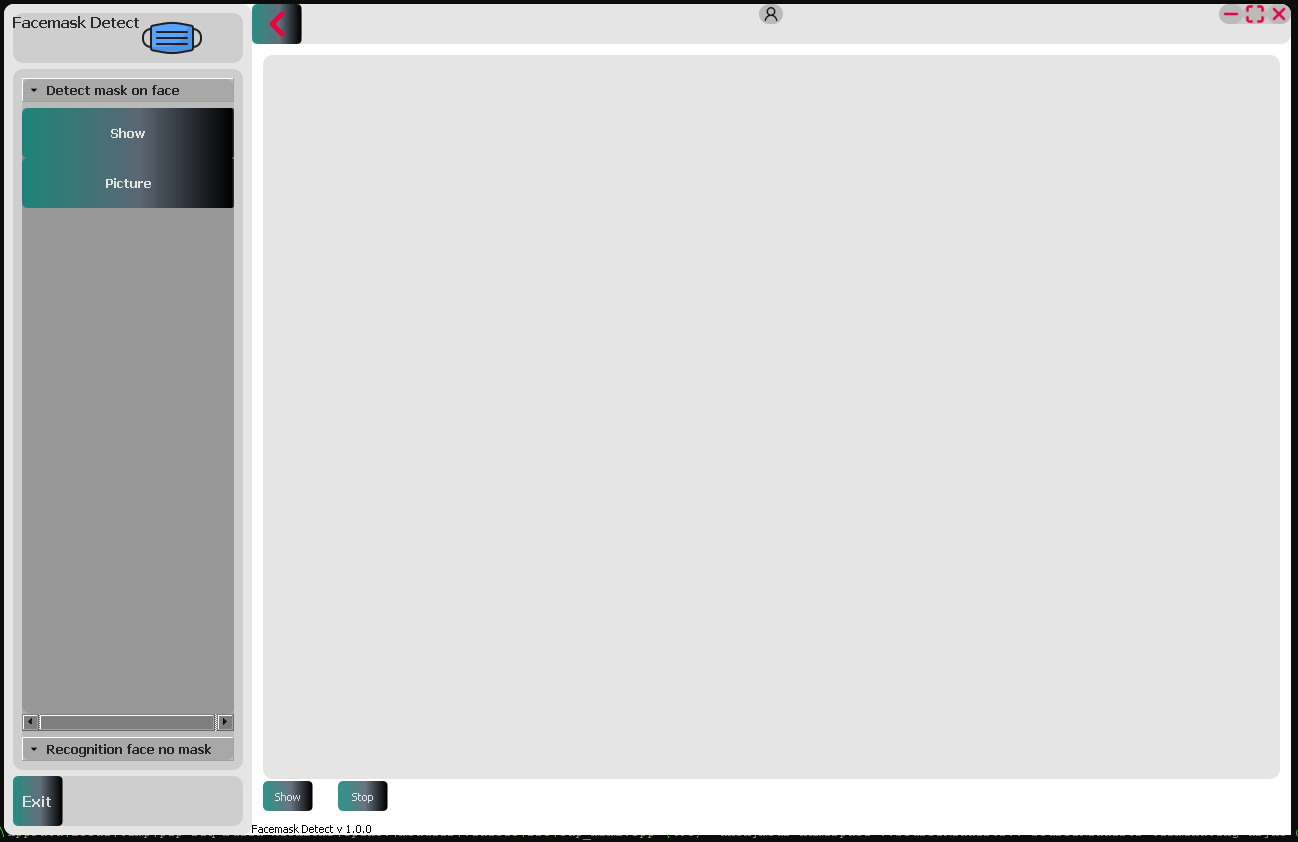 Facemask Detect
Detect mask on face
Show
Picture
Recognition face no mask
Exit
Show
Stop
Facemask Detect v 1.0.0